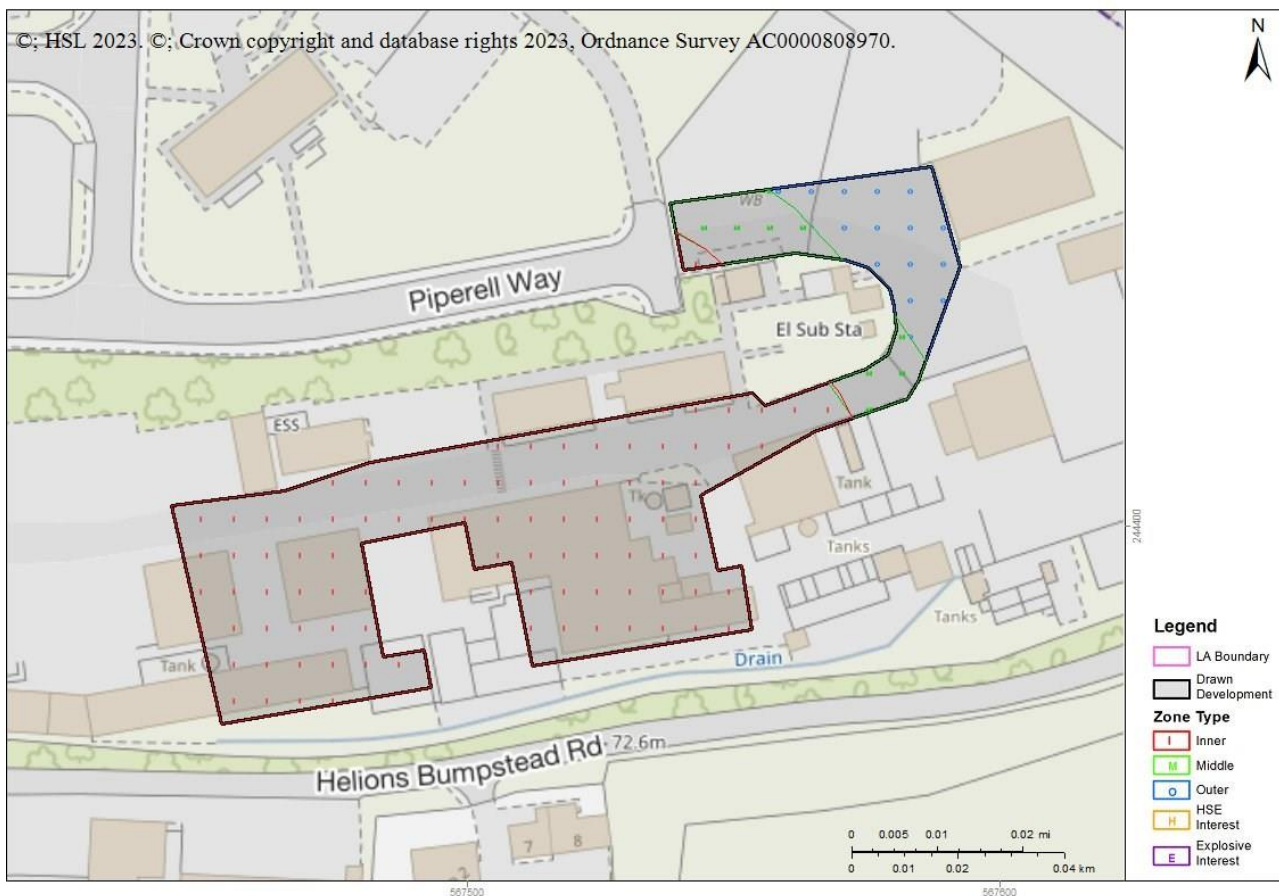 ©; HSL 2023. ©; Crown copyright and database rights 2023, Ordnance Survey AC0000808970.
N
WB
Piperell Way
El Sub Sta
ESS
Tk
Tank
Tanks
Tanks
Tank
Drain
Helions Bumpstead Rd
72.6m
7
8
244400
567500
567600
0 0.005 0.01 0.02 mi
0 0.01 0.02 0.04 km
Legend
LA Boundary
Drawn
Development
Zone Type
I Inner
M Middle
O Outer
H HSE
Interest
E Explosive
Interest